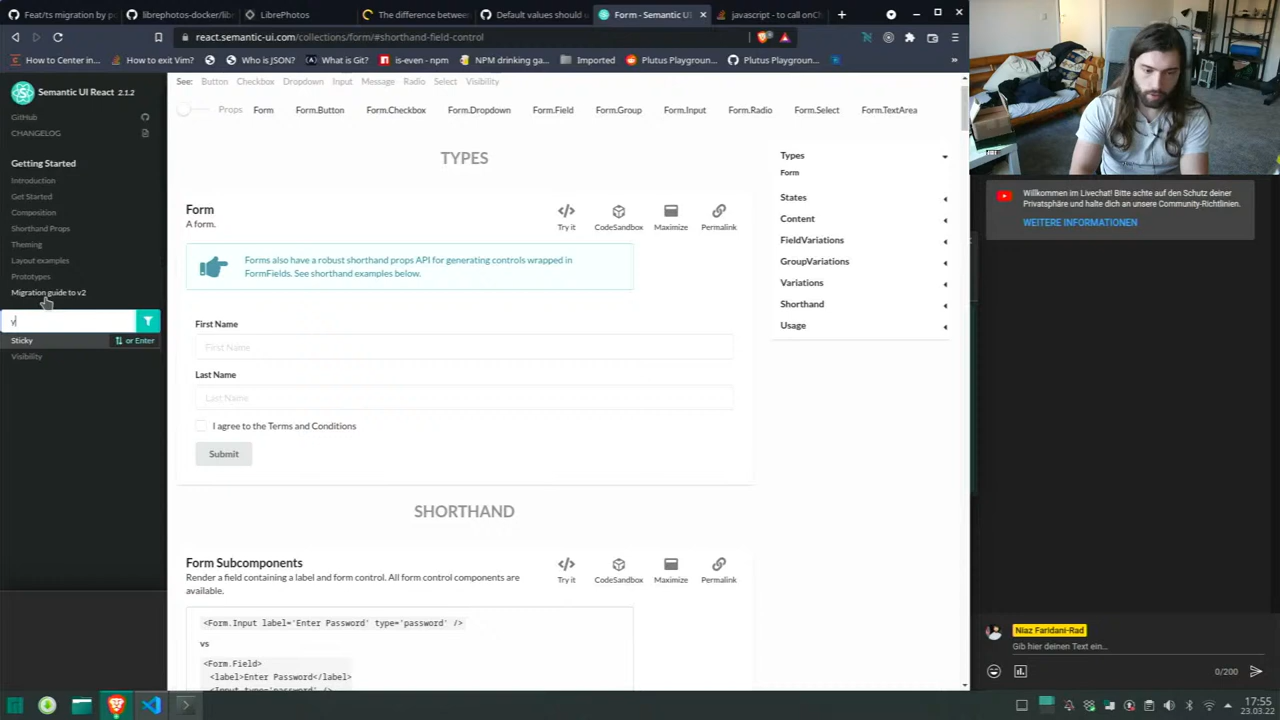 Feat/ts migration by p
librephotos-docker/libr
LibrePhotos
The difference between
Default values should u
Form - Semantic UI
javascript - to call onCh
react.semantic-ui.com/collections/form/#shorthand-field-control
How to Center in...
How to exit Vim?
Who is JSON?
What is Git?
is-even - npm
NPM drinking ga...
Imported
Plutus Playgroun...
Plutus Playgroun...
Semantic UI React 2.1.2
GitHub
CHANGELOG
Getting Started
Introduction
Get Started
Composition
Shorthand Props
Theming
Layout examples
Prototypes
Migration guide to v2
Sticky
or Enter
Visibility
See: Button Checkbox Dropdown Input Message Radio Select Visibility
Props Form Form.Button Form.Checkbox Form.Dropdown Form.Field Form.Group Form.Input Form.Radio Form.Select Form.TextArea
TYPES
Form
A form.
Try it CodeSandbox Maximize Permalink
Forms also have a robust shorthand props API for generating controls wrapped in
FormFields. See shorthand examples below.
First Name
First Name
Last Name
Last Name
I agree to the Terms and Conditions
Submit
SHORTHAND
Form Subcomponents
Render a field containing a label and form control. All form control components are
available.
Try it CodeSandbox Maximize Permalink
<Form.Input label='Enter Password' type='password' />
vs
<Form.Field>
<label>Enter Password</label>
<Input type='password' />
Types
Form
States
Content
FieldVariations
GroupVariations
Variations
Shorthand
Usage
Willkommen im Livechat! Bitte achte auf den Schutz deiner
Privatsphäre und halte dich an unsere Community-Richtlinien.
WEITERE INFORMATIONEN
Niaz Faridani-Rad
Gib hier deinen Text ein...
0/200
17:55
23.03.22